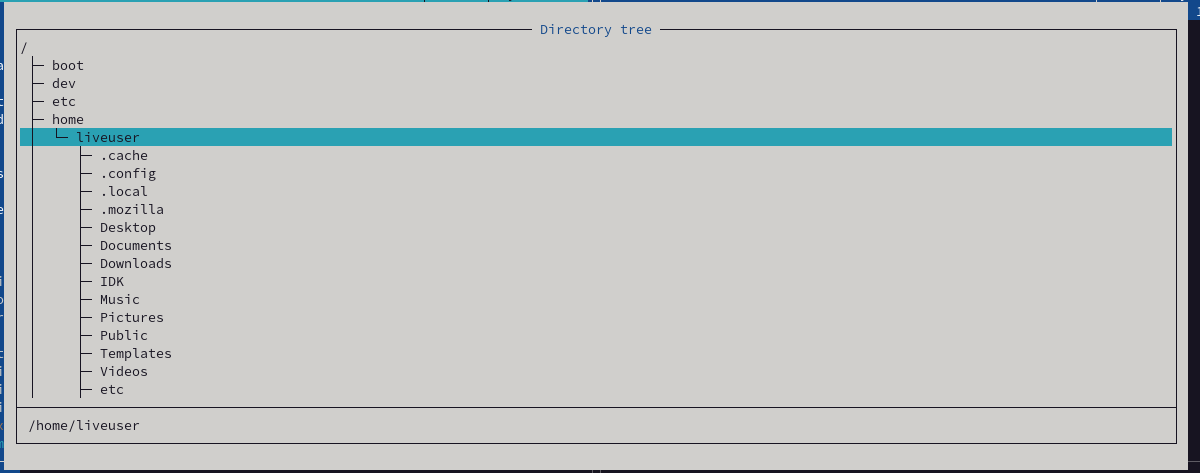 Directory tree
/
boot
dev
etc
home
liveuser
.cache
.config
.local
.mozilla
Desktop
Documents
Downloads
IDK
Music
Pictures
Public
Templates
Videos
etc
/home/liveuser